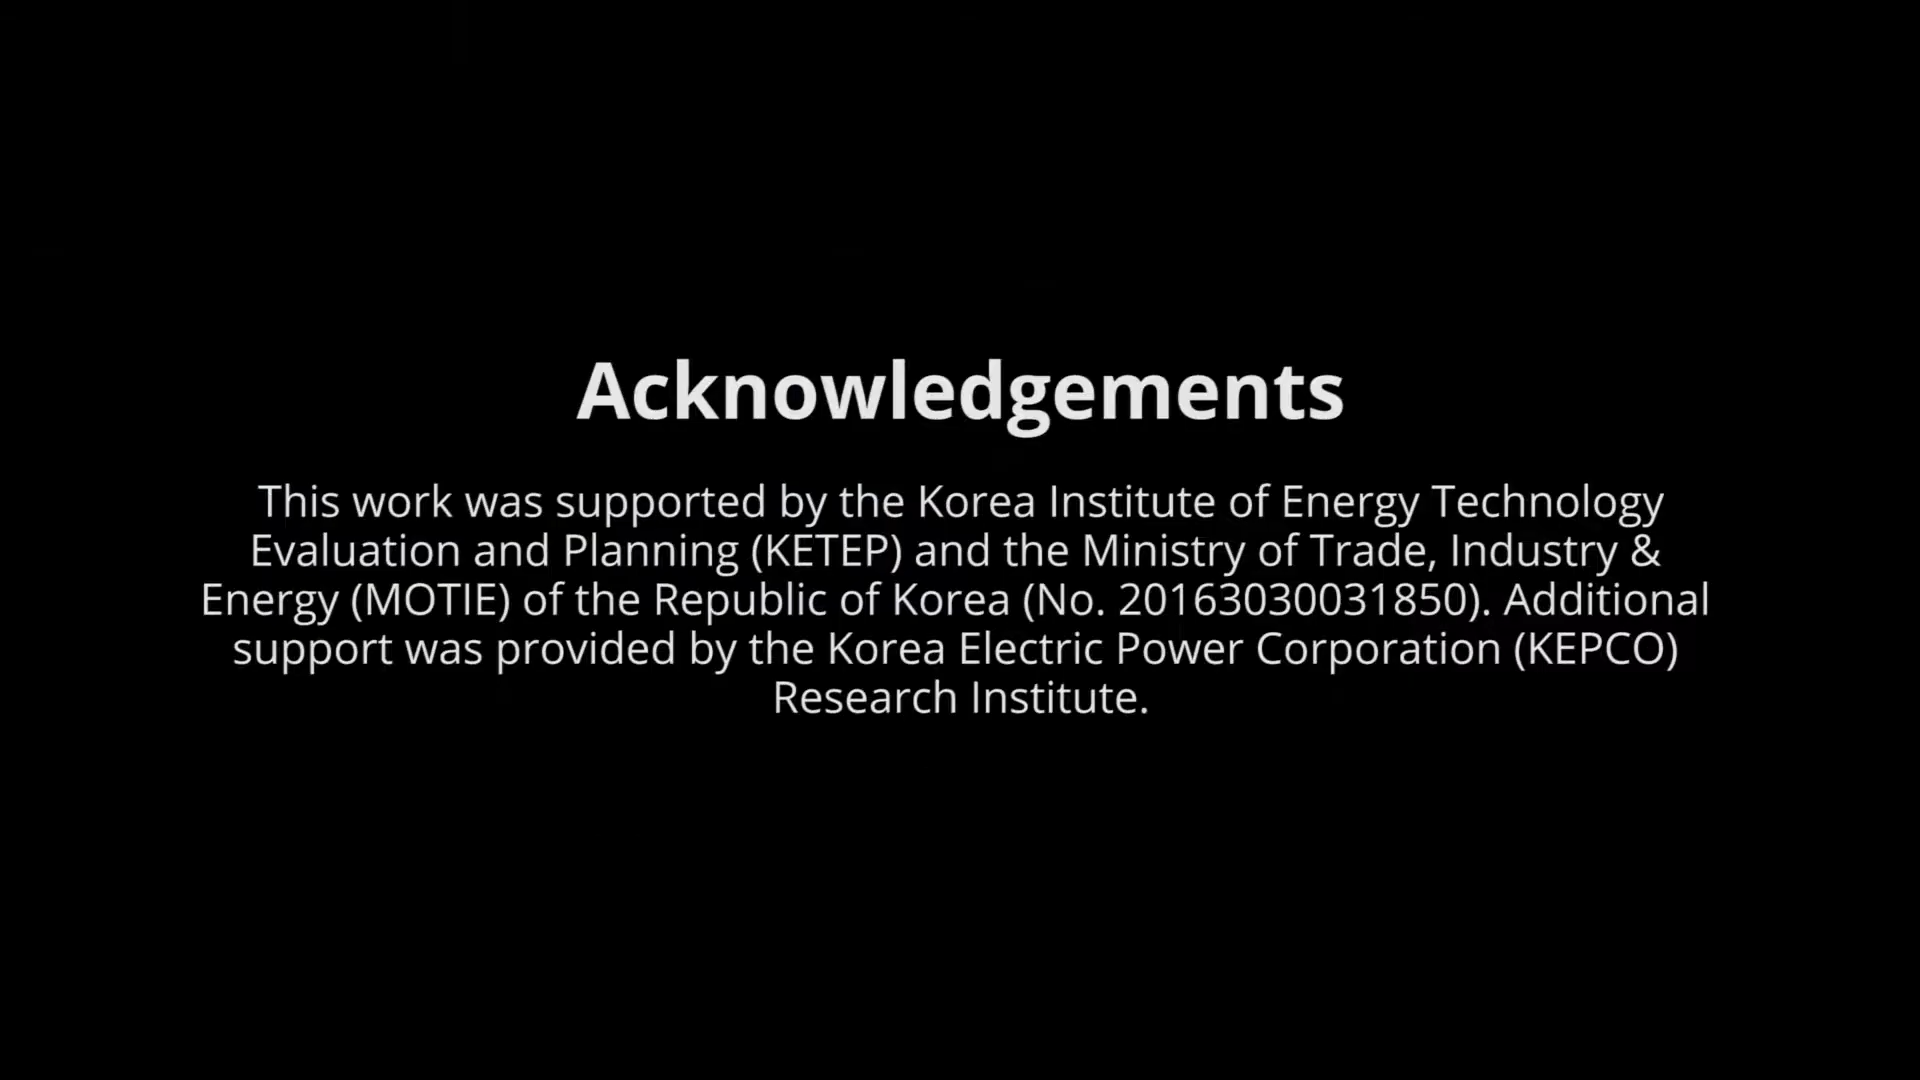 Acknowledgements
This work was supported by the Korea Institute of Energy Technology
Evaluation and Planning (KETEP) and the Ministry of Trade, Industry &
Energy (MOTIE) of the Republic of Korea (No. 20163030031850). Additional
support was provided by the Korea Electric Power Corporation (KEPCO)
Research Institute.